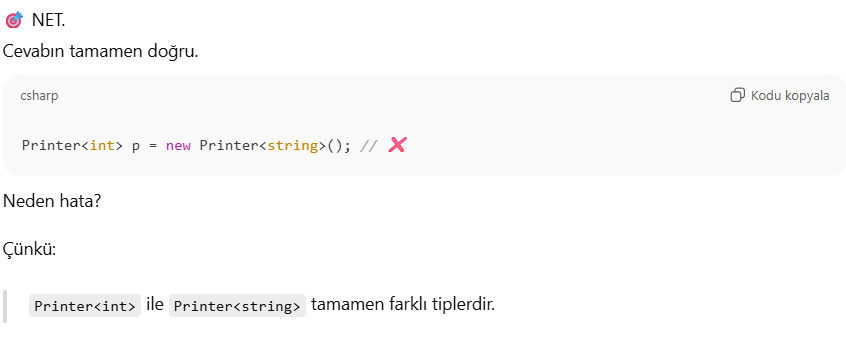 🎯 NET.
Cevabın tamamen doğru.
csharp
Kodu kopyala
Printer<int> p = new Printer<string>(); // ❌
Neden hata?
Çünkü:
Printer<int> ile Printer<string> tamamen farklı tiplerdir.